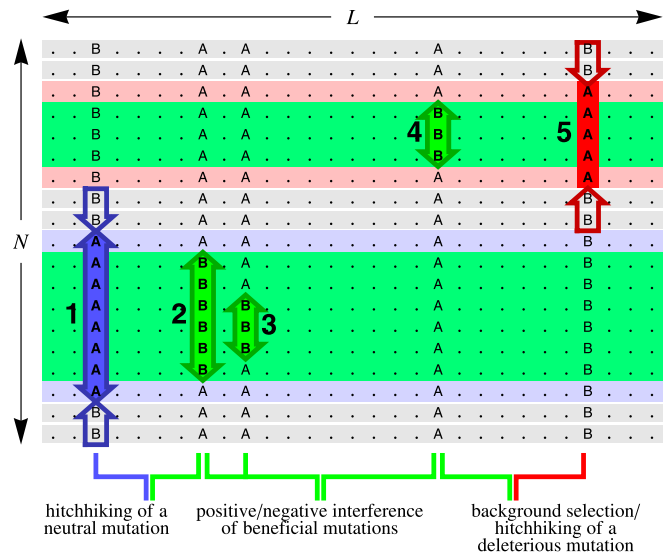 L
. . B . . . . A . A . . . . . . . . A . . . . . . B . . .
. . B . . . . A . A . . . . . . . . A . . . . . . B . . .
. . B . . . . A . A . . . . . . . . A . . . . . . A . . .
. . B . . . . A . A . . . . . . . . B . . . . . . A . . .
. . B . . . . A . A . . . . . . . . B . . . . . . A . . .
4 5
. . B . . . . A . A . . . . . . . . B . . . . . . A . . .
. . B . . . . A . A . . . . . . . . A . . . . . . A . . .
. . B . . . . A . A . . . . . . . . A . . . . . . B . . .
. . B . . . . A . A . . . . . . . . A . . . . . . B . . .
N
. . A . . . . A . A . . . . . . . . A . . . . . . B . . .
. . A . . . . B . A . . . . . . . . A . . . . . . B . . .
. . A . . . . B . A . . . . . . . . A . . . . . . B . . .
. . A . . . . B . B . . . . . . . . A . . . . . . B . . .
1 2 3
. . A . . . . B . B . . . . . . . . A . . . . . . B . . .
. . A . . . . B . B . . . . . . . . A . . . . . . B . . .
. . A . . . . B . A . . . . . . . . A . . . . . . B . . .
. . A . . . . A . A . . . . . . . . A . . . . . . B . . .
. . B . . . . A . A . . . . . . . . A . . . . . . B . . .
. . B . . . . A . A . . . . . . . . A . . . . . . B . . .
hitchhiking of a
neutral mutation
positive/negative interference
of beneficial mutations
background selection/
hitchhiking of a
deleterious mutation